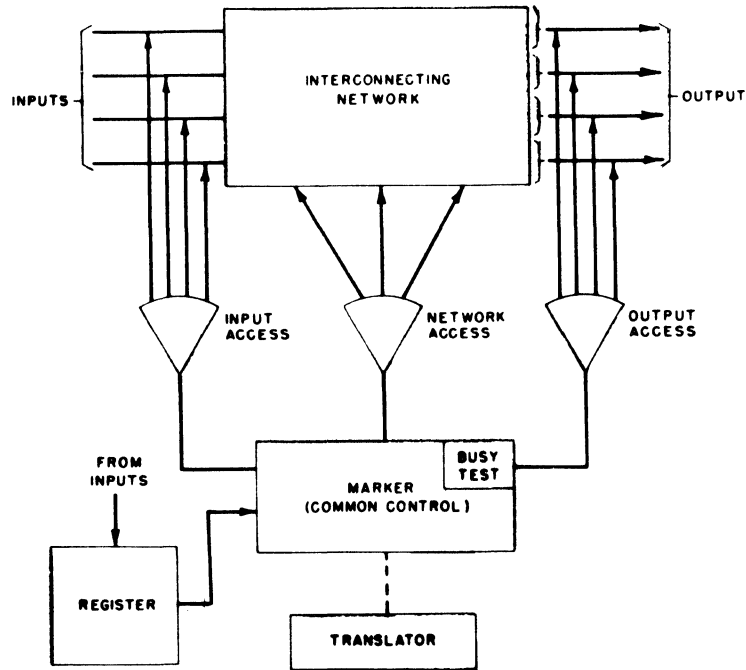 INTERCONNECTING
NETWORK
INPUTS
OUTPUT
INPUT
ACCESS
NETWORK
ACCESS
OUTPUT
ACCESS
FROM
INPUTS
BUSY
TEST
MARKER
(COMMON CONTROL)
REGISTER
TRANSLATOR